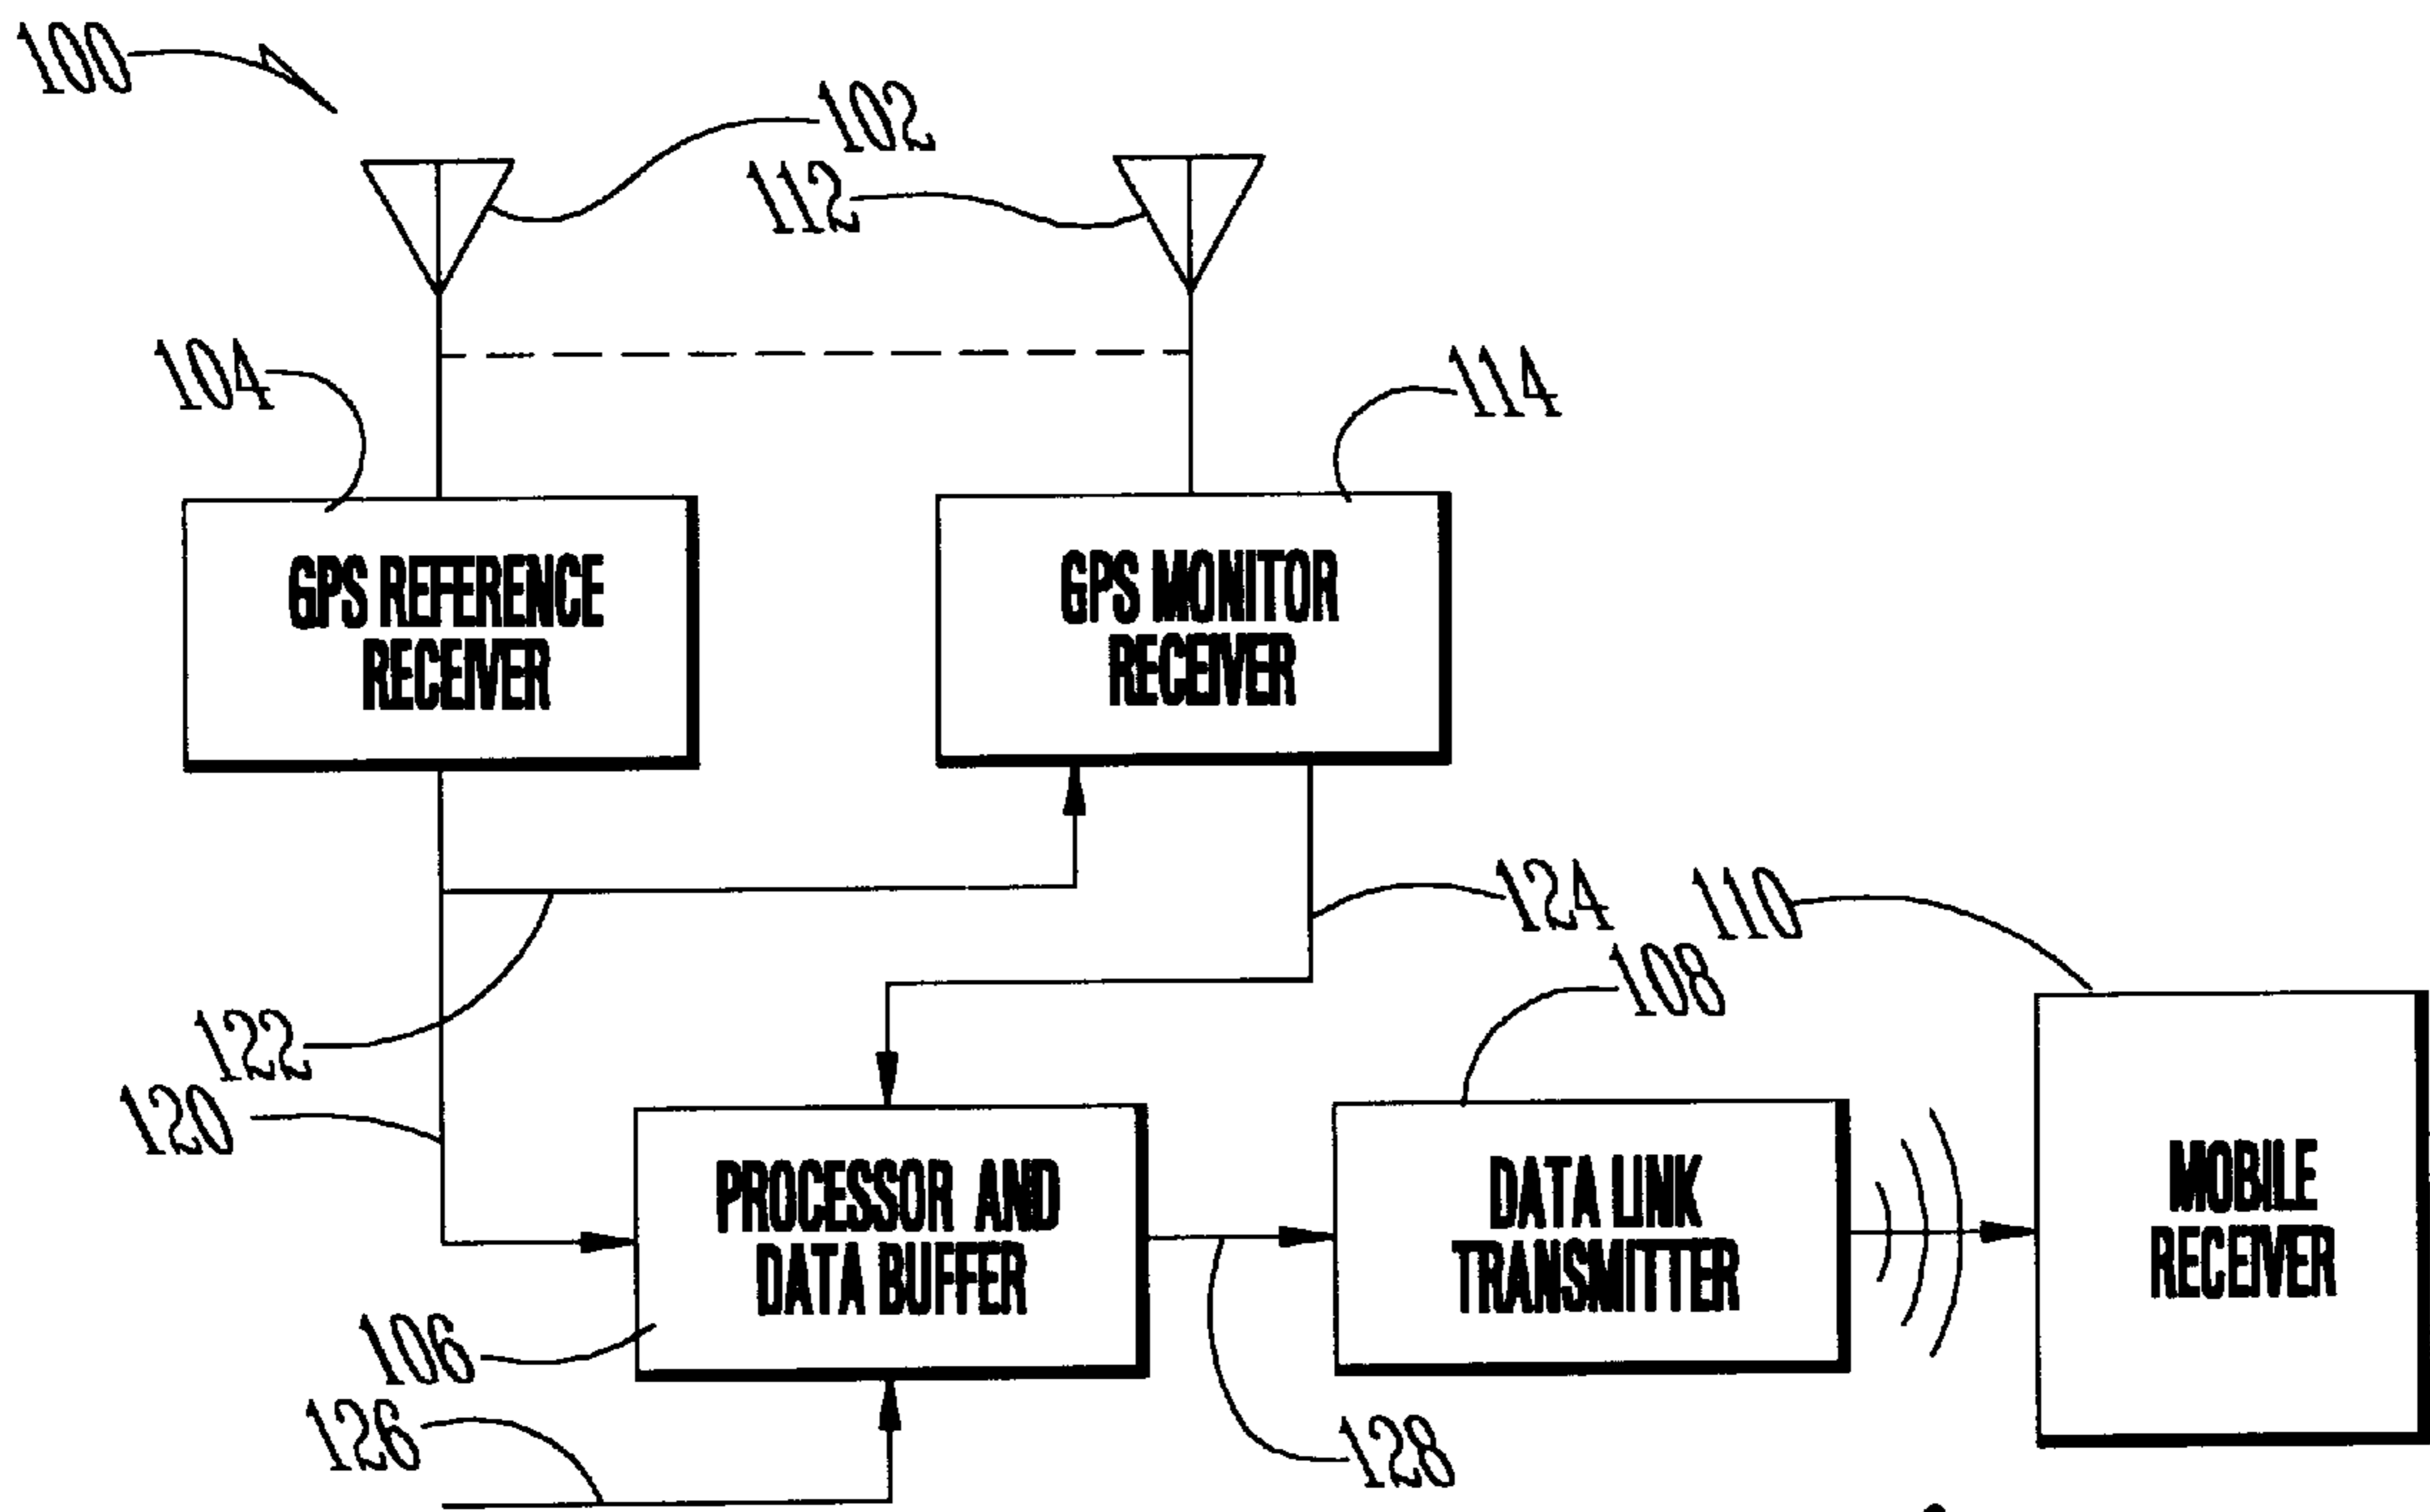 100
102
112
104
114
GPS REFERENCE
RECEIVER
GPS MONITOR
RECEIVER
124
110
108
122
120
PROCESSOR AND
DATA BUFFER
DATA LINK
TRANSMITTER
MOBILE
RECEIVER
106
126
128